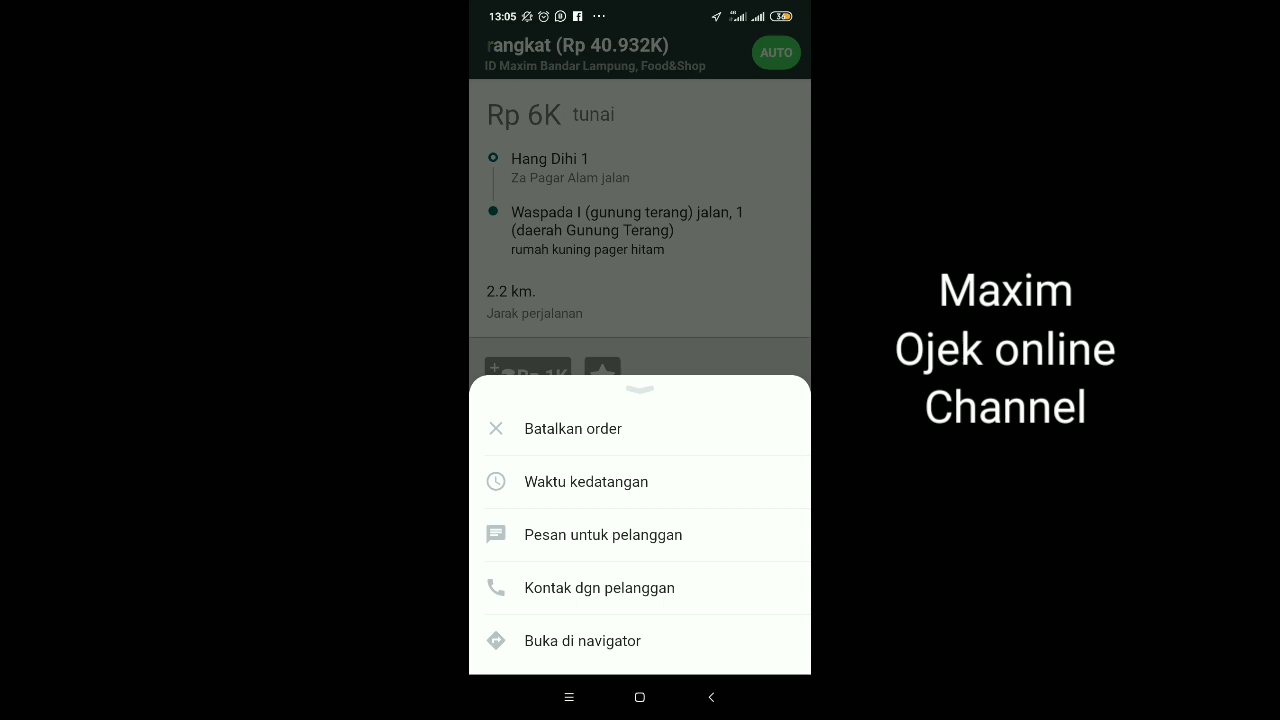 13:05
36
rangkat (Rp 40.932K)
AUTO
ID Maxim Bandar Lampung, Food&Shop
Rp 6K tunai
Hang Dihi 1
Za Pagar Alam jalan
Waspada I (gunung terang) jalan, 1
(daerah Gunung Terang)
rumah kuning pager hitam
2.2 km.
Jarak perjalanan
Batalkan order
Waktu kedatangan
Pesan untuk pelanggan
Kontak dgn pelanggan
Buka di navigator
Maxim
Ojek online
Channel